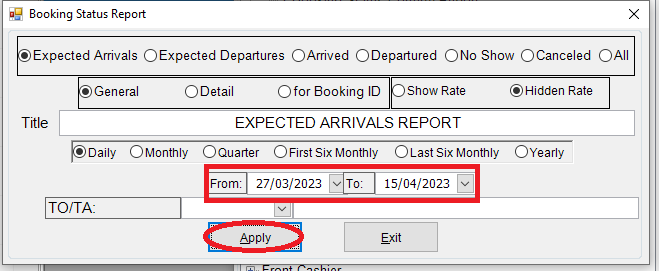 Booking Status Report
Expected Arrivals Expected Departures Arrived Departured No Show Canceled All
General Detail for Booking ID Show Rate Hidden Rate
Title EXPECTED ARRIVALS REPORT
Daily Monthly Quarter First Six Monthly Last Six Monthly Yearly
From: 27/03/2023 To: 15/04/2023
TO/TA:
Apply Exit
Front Cashier